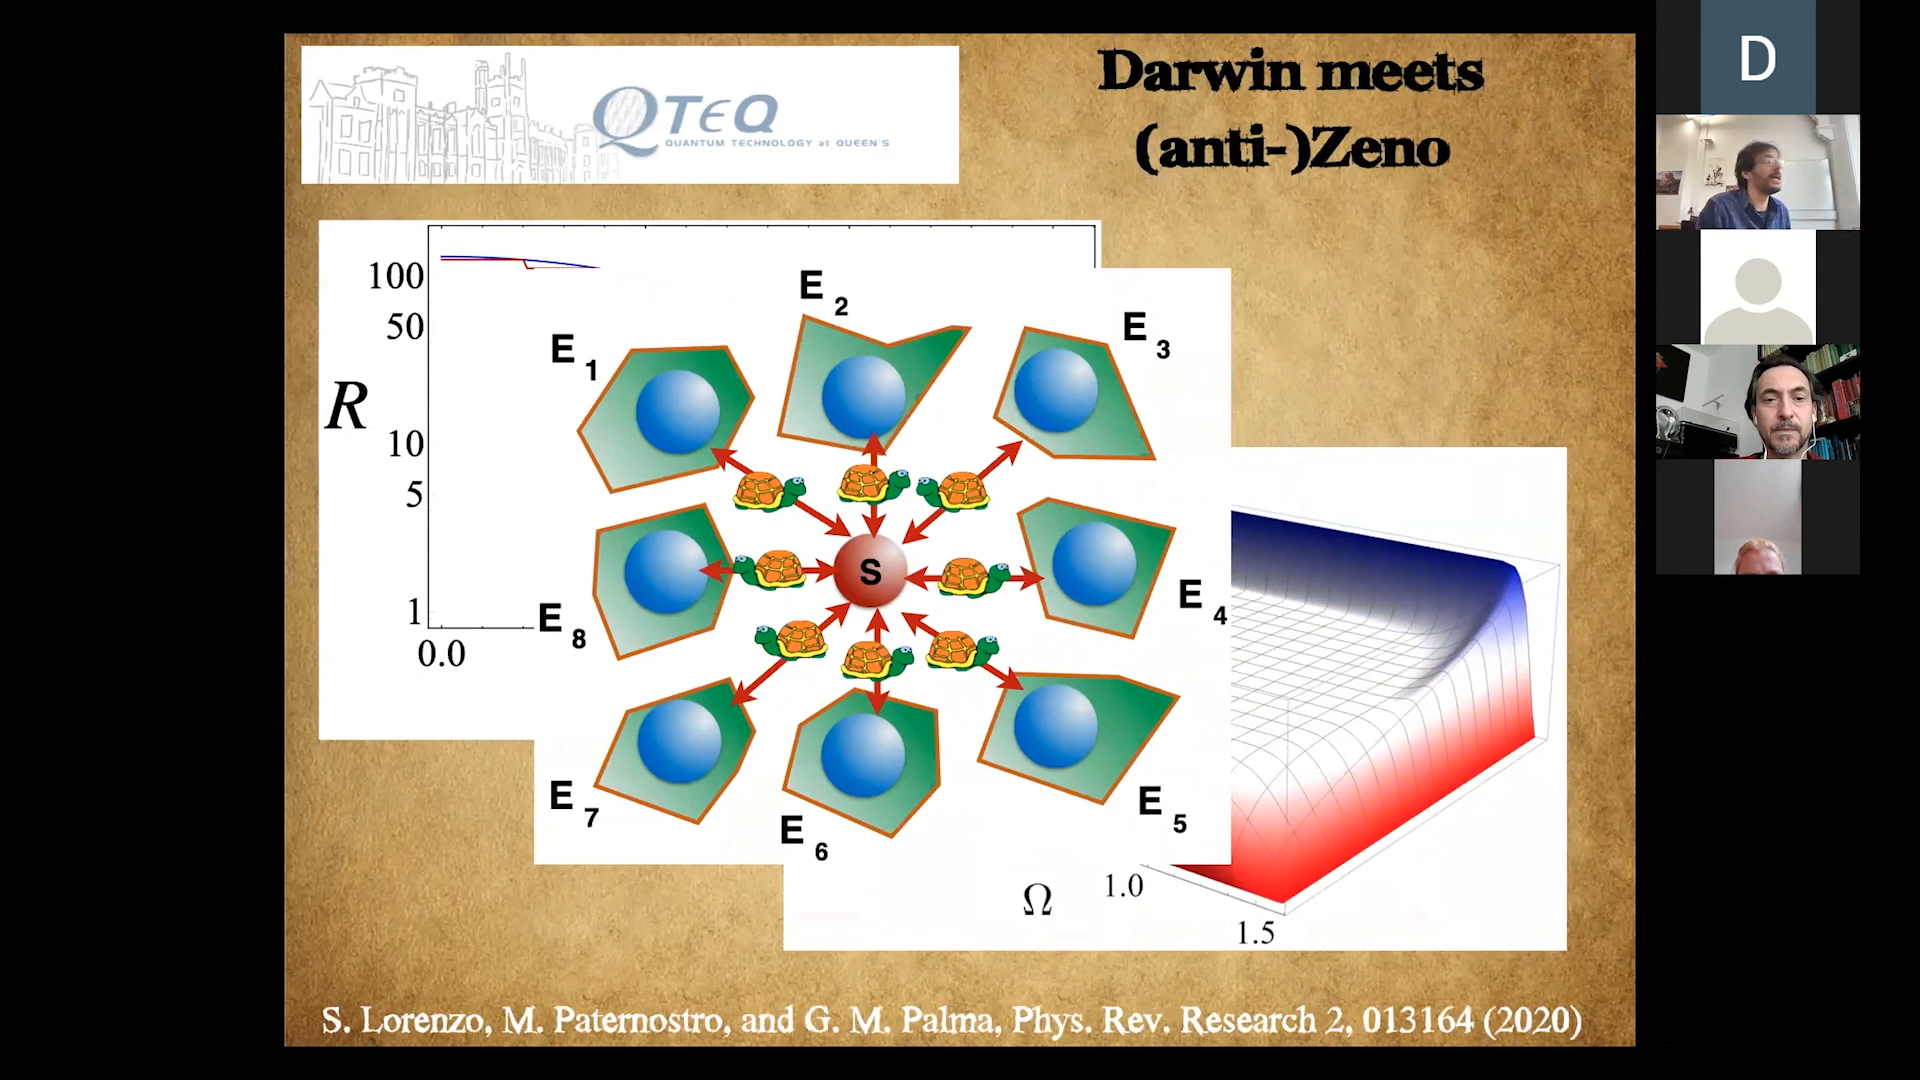 QTEQ
QUANTUM TECHNOLOGY at QUEEN'S
Darwin meets
(anti-)Zeno
D
R
100
50
10
5
1
0.0
E 1
E 2
E 3
E 4
E 5
E 6
E 7
E 8
S
Ω
1.0
1.5
S. Lorenzo, M. Paternostro, and G. M. Palma, Phys. Rev. Research 2, 013164 (2020)